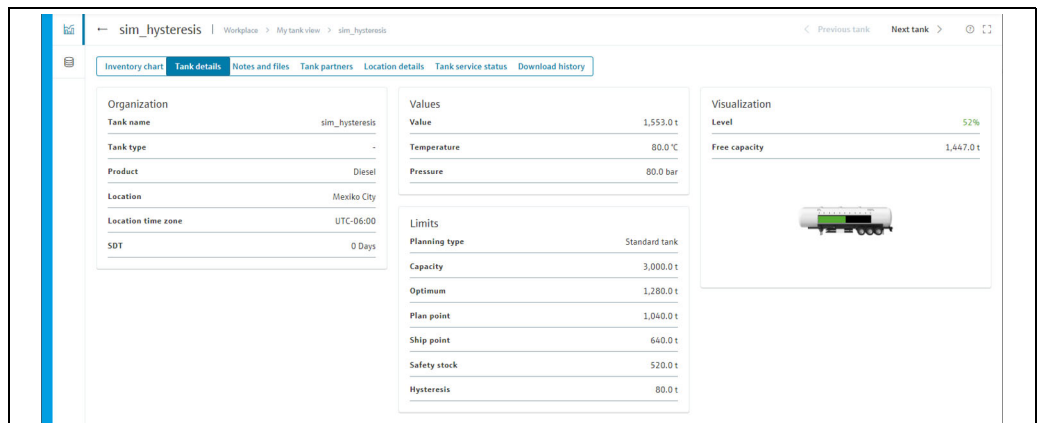 ← sim_hysteresis | Workplace > My tank view > sim_hysteresis < Previous tank Next tank >
Inventory chart Tank details Notes and files Tank partners Location details Tank service status Download history
Organization
Tank name sim_hysteresis
Tank type -
Product Diesel
Location Mexiko City
Location time zone UTC-06:00
SDT 0 Days
Values
Value 1,553.0 t
Temperature 80.0 °C
Pressure 80.0 bar
Limits
Planning type Standard tank
Capacity 3,000.0 t
Optimum 1,280.0 t
Plan point 1,040.0 t
Ship point 640.0 t
Safety stock 520.0 t
Hysteresis 80.0 t
Visualization
Level 52%
Free capacity 1,447.0 t